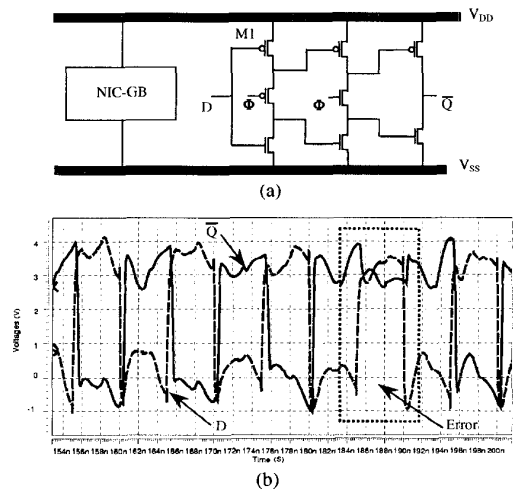 V_DD
M1
NIC-GB
D
Φ
Φ
Q̅
V_SS
(a)
Q̅
4
3
2
1
0
-1
Voltages (V)
D
Error
154n 156n 158n 160n 162n 164n 166n 168n 170n 172n 174n 176n 178n 180n 182n 184n 186n 188n 190n 192n 194n 196n 198n 200n
Time (S)
(b)